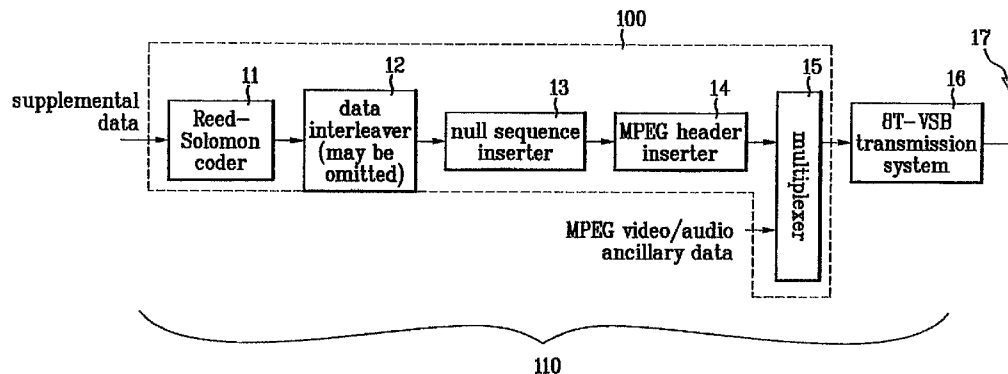 100
17
11
12
13
14
15
16
supplemental
data
Reed-
Solomon
coder
data
interleaver
(may be
omitted)
null sequence
inserter
MPEG header
inserter
multiplexer
8T-VSB
transmission
system
MPEG video/audio
ancillary data
110